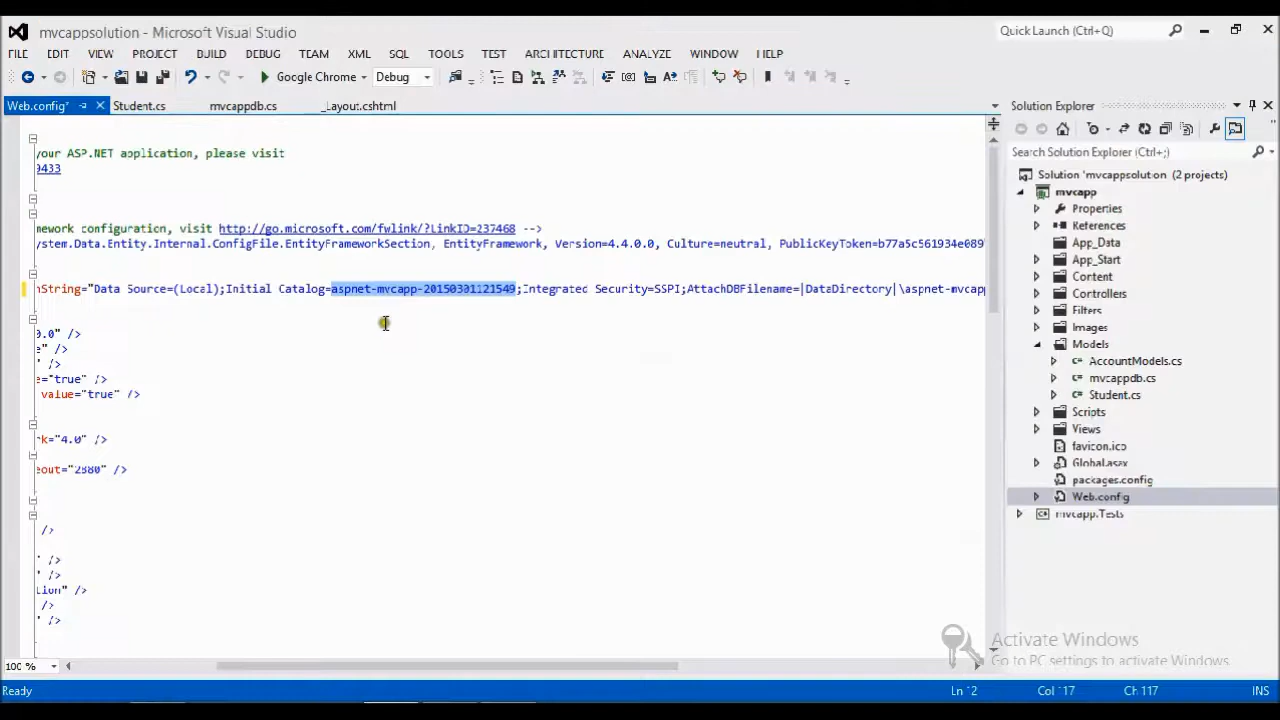 mvcappsolution - Microsoft Visual Studio
Quick Launch (Ctrl+Q)
FILE EDIT VIEW PROJECT BUILD DEBUG TEAM XML SQL TOOLS TEST ARCHITECTURE ANALYZE WINDOW HELP
Google Chrome Debug
Web.config* Student.cs mvcappdb.cs _Layout.cshtml
your ASP.NET application, please visit
9433
ework configuration, visit http://go.microsoft.com/fwlink/?LinkID=237468 -->
ystem.Data.Entity.Internal.ConfigFile.EntityFrameworkSection, EntityFramework, Version=4.4.0.0, Culture=neutral, PublicKeyToken=b77a5c561934e089"
nString="Data Source=(Local);Initial Catalog=aspnet-mvcapp-20150301121549;Integrated Security=SSPI;AttachDBFilename=|DataDirectory|\aspnet-mvcapp
0.0" />
e" />
" />
e="true" />
value="true" />
k="4.0" />
eout="2880" />
/>
" />
" />
lion" />
/>
" />
100 %
Solution Explorer
Search Solution Explorer (Ctrl+;)
Solution 'mvcappsolution' (2 projects)
mvcapp
Properties
References
App_Data
App_Start
Content
Controllers
Filters
Images
Models
AccountModels.cs
mvcappdb.cs
Student.cs
Scripts
Views
favicon.ico
Global.asax
packages.config
Web.config
mvcapp.Tests
Activate Windows
Go to PC settings to activate Windows.
Ready Ln 12 Col 117 Ch 117 INS